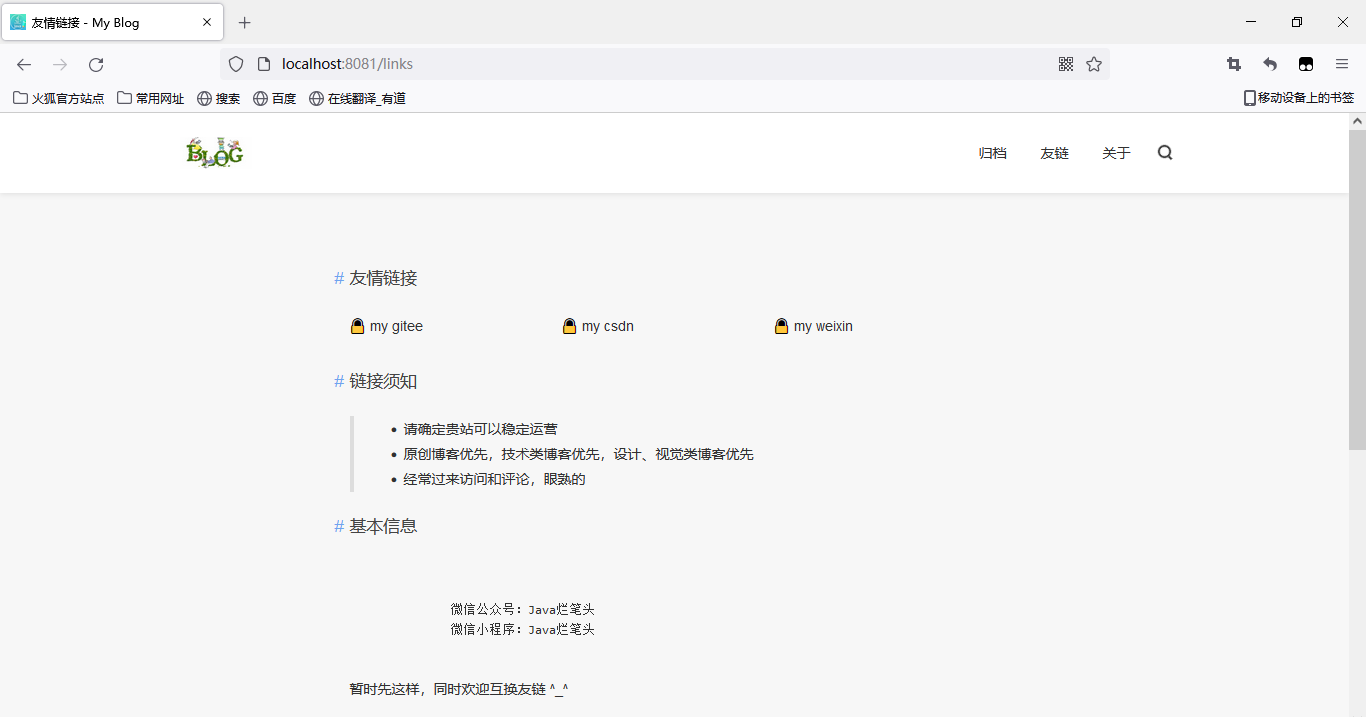 友情链接 - My Blog
localhost:8081/links
火狐官方站点 常用网址 搜索 百度 在线翻译_有道 移动设备上的书签
BLOG 归档 友链 关于
# 友情链接
my gitee my csdn my weixin
# 链接须知
• 请确定贵站可以稳定运营
• 原创博客优先，技术类博客优先，设计、视觉类博客优先
• 经常过来访问和评论，眼熟的
# 基本信息
微信公众号：Java烂笔头
微信小程序：Java烂笔头
暂时先这样，同时欢迎互换友链 ^_^